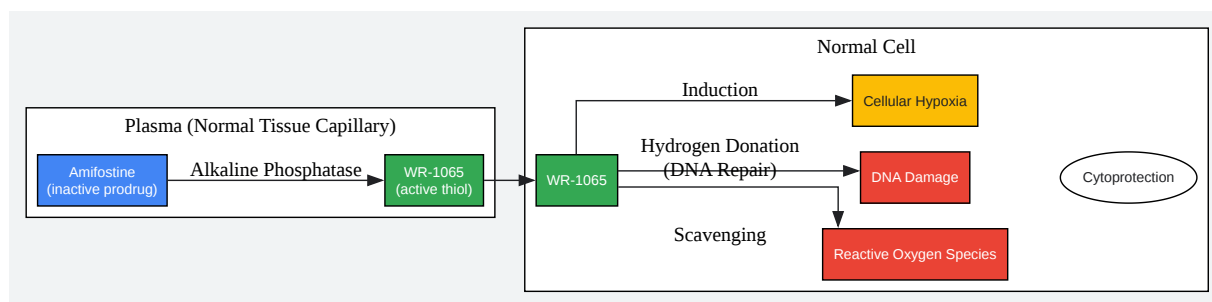 Normal Cell
Induction
Cellular Hypoxia
Plasma (Normal Tissue Capillary)
Amifostine
(inactive prodrug)
Alkaline Phosphatase
WR-1065
(active thiol)
WR-1065
Hydrogen Donation
(DNA Repair)
DNA Damage
Cytoprotection
Scavenging
Reactive Oxygen Species